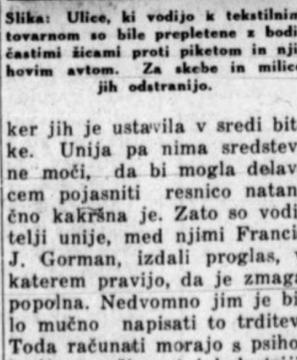 Slika: Ulice, ki vodijo k tekstilnim
tovarnom so bile prepletene z bodi-
častimi žicami proti piketom in nji-
hovim avtom. Za skebe in milico
jih odstranijo.
ker jih je ustavila v sredi bit-
ke. Unija pa nima sredstev
ne moči, da bi mogla delav-
cem pojasniti resnico natan-
čno kakršna je. Zato so vodi-
telji unije, med njimi Francis
J. Gorman, izdali proglas, v
katerem pravijo, da je zmaga
popolna. Nedvomno jim je bi-
lo mučno napisati to trditev.
Toda računati morajo s psiho-